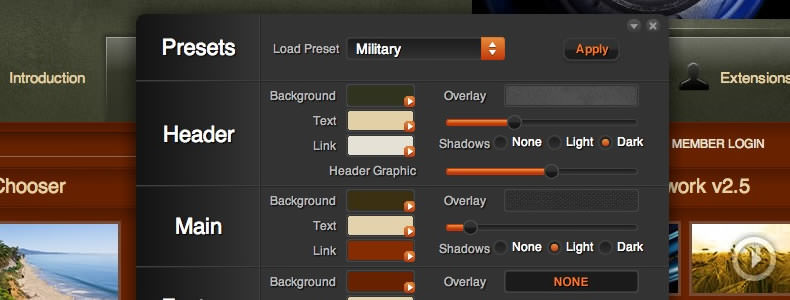 Presets
Load Preset
Military
Apply
Introduction
Extensions
Header
Background
Overlay
Text
Link
Shadows
None
Light
Dark
Header Graphic
MEMBER LOGIN
Chooser
work v2.5
Main
Background
Overlay
Text
Link
Shadows
None
Light
Dark
Background
Overlay
NONE